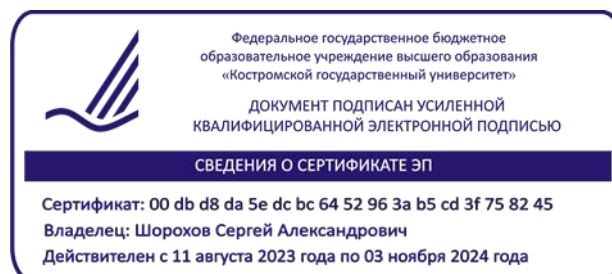 Федеральное государственное бюджетное
образовательное учреждение высшего образования
«Костромской государственный университет»
ДОКУМЕНТ ПОДПИСАН УСИЛЕННОЙ
КВАЛИФИЦИРОВАННОЙ ЭЛЕКТРОННОЙ ПОДПИСЬЮ
СВЕДЕНИЯ О СЕРТИФИКАТЕ ЭП
Сертификат: 00 db d8 da 5e dc bc 64 52 96 3a b5 cd 3f 75 82 45
Владелец: Шорохов Сергей Александрович
Действителен с 11 августа 2023 года по 03 ноября 2024 года